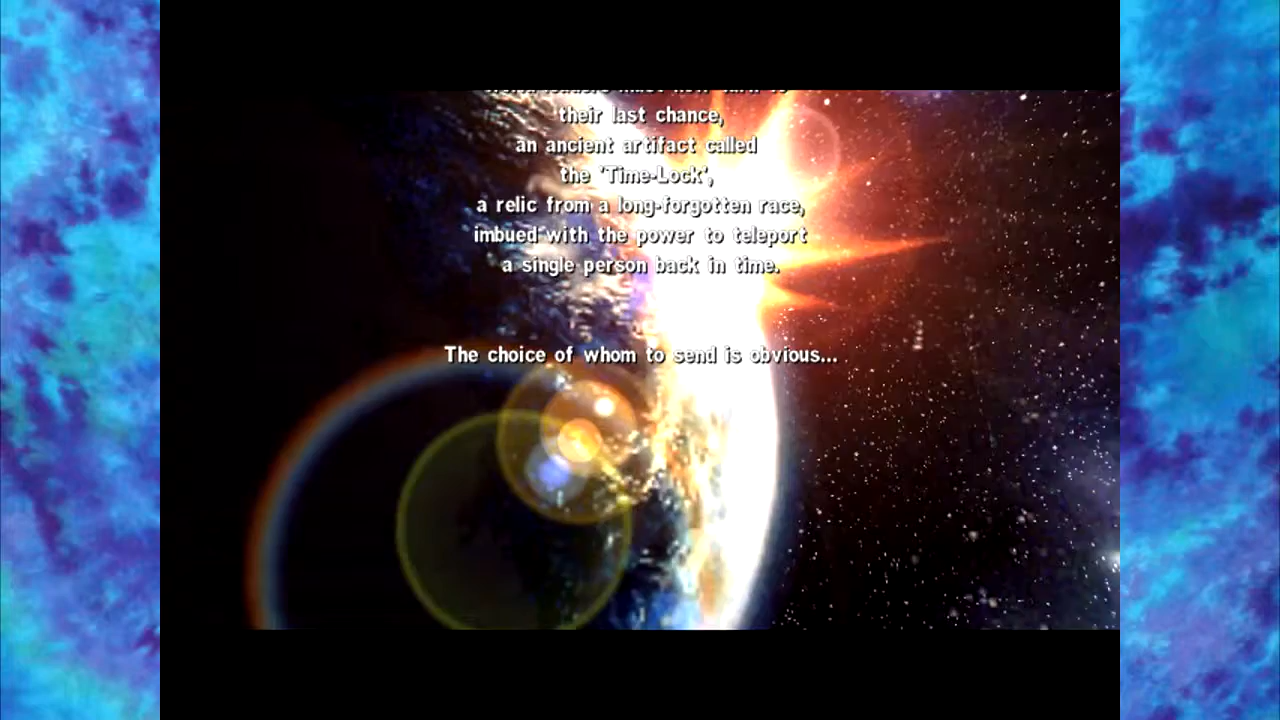 their last chance,
an ancient artifact called
the 'Time-Lock',
a relic from a long-forgotten race,
imbued with the power to teleport
a single person back in time.
The choice of whom to send is obvious...